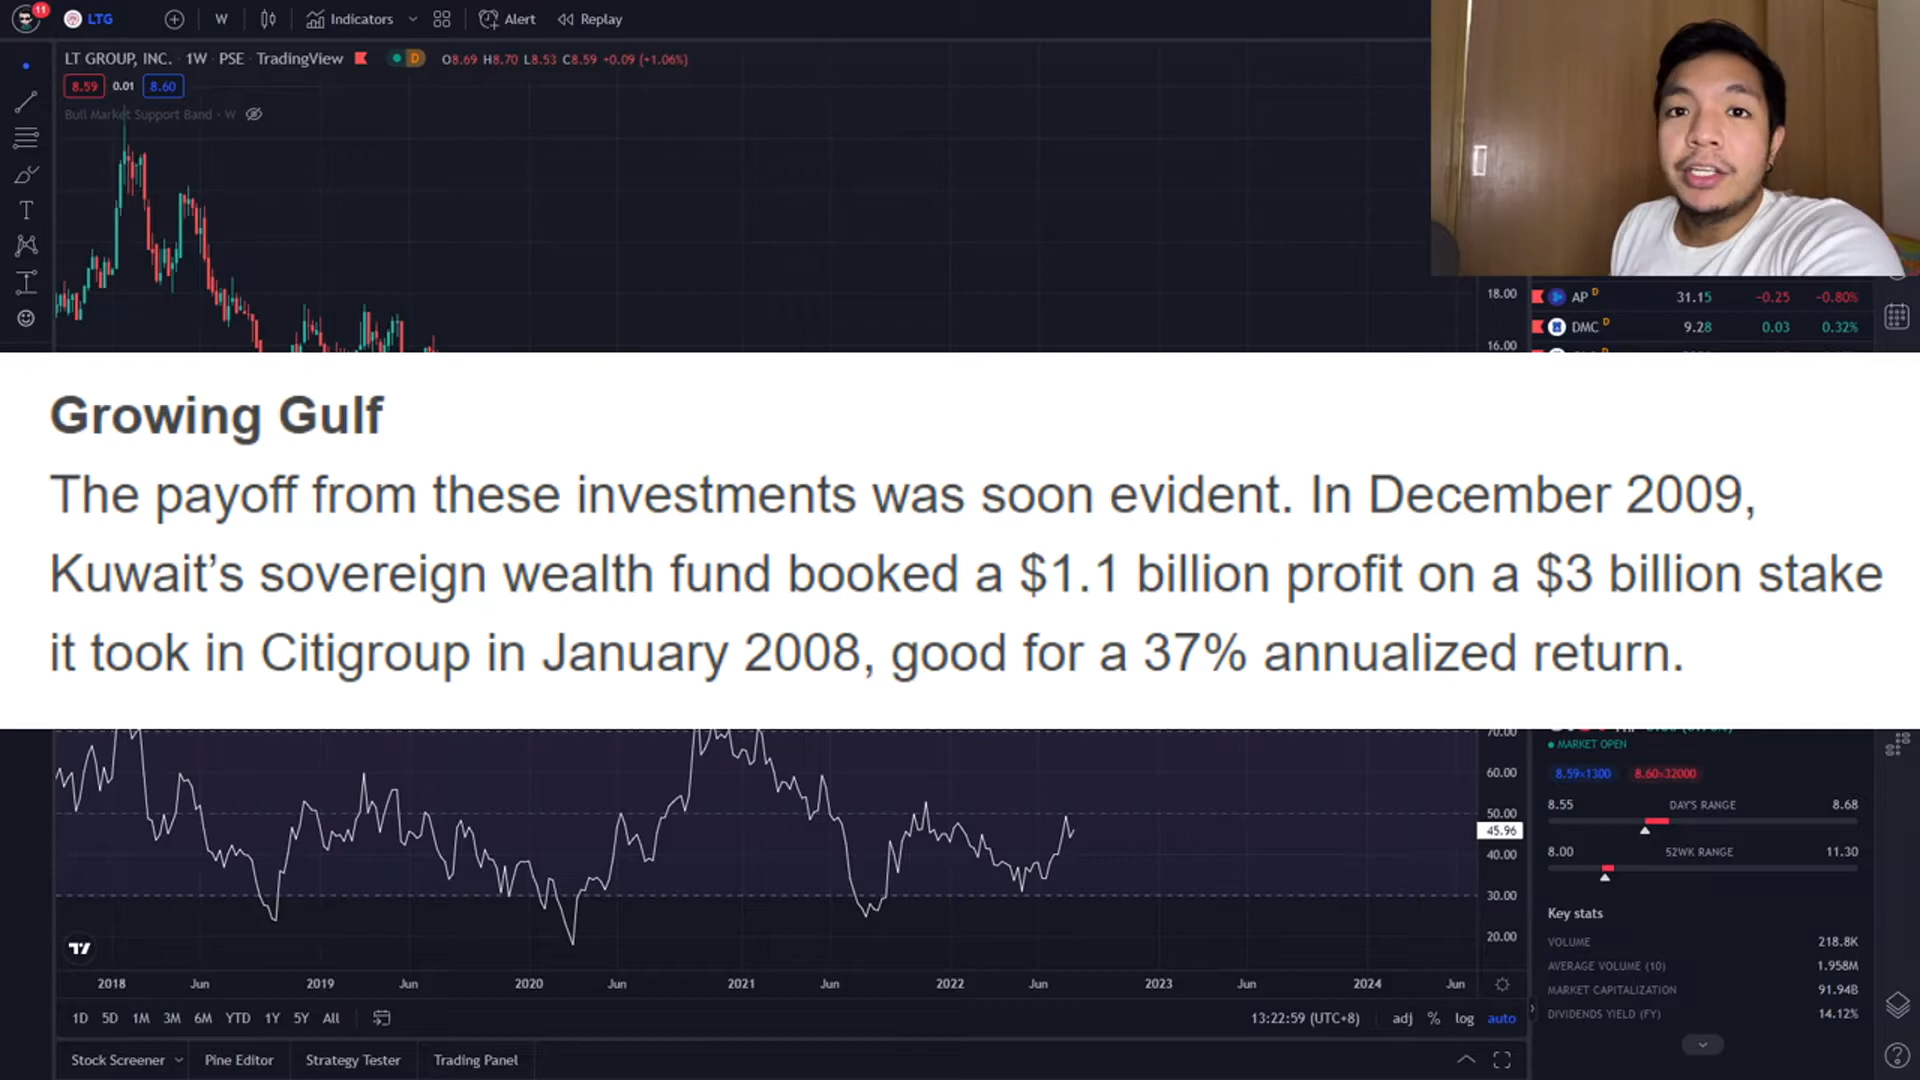 11
LTG
W
Indicators
Alert
Replay
LT GROUP, INC. · 1W · PSE · TradingView
D
O8.69 H8.70 L8.53 C8.59 +0.09 (+1.06%)
8.59 0.01 8.60
Bull Market Support Band · W
18.00
16.00
AP D 31.15 −0.25 −0.80%
DMC D 9.28 0.03 0.32%
Growing Gulf
The payoff from these investments was soon evident. In December 2009,
Kuwait’s sovereign wealth fund booked a $1.1 billion profit on a $3 billion stake
it took in Citigroup in January 2008, good for a 37% annualized return.
70.00
60.00
50.00
45.96
40.00
30.00
20.00
MARKET OPEN
8.59×1300 8.60×32000
8.55 DAY'S RANGE 8.68
8.00 52WK RANGE 11.30
Key stats
VOLUME 218.8K
AVERAGE VOLUME (10) 1.958M
MARKET CAPITALIZATION 91.94B
DIVIDENDS YIELD (FY) 14.12%
2018 Jun 2019 Jun 2020 Jun 2021 Jun 2022 Jun 2023 Jun 2024 Jun
1D 5D 1M 3M 6M YTD 1Y 5Y All
13:22:59 (UTC+8) adj % log auto
Stock Screener Pine Editor Strategy Tester Trading Panel